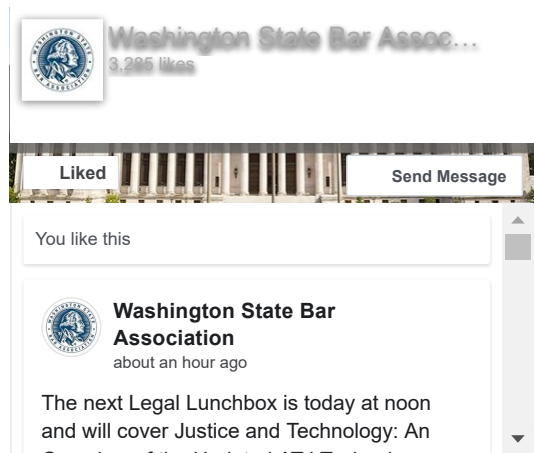 Washington State Bar Assoc...
3,285 likes
Liked
Send Message
You like this
Washington State Bar
Association
about an hour ago
The next Legal Lunchbox is today at noon
and will cover Justice and Technology: An